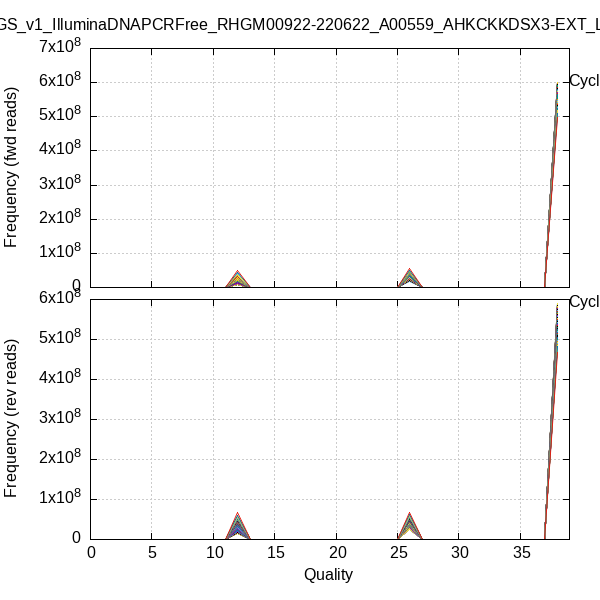 GS_v1_IlluminaDNAPCRFree_RHGM00922-220622_A00559_AHKCKKDSX3-EXT_L
7x10^8
6x10^8
Cycl
5x10^8
4x10^8
3x10^8
2x10^8
1x10^8
0
Frequency (fwd reads)
6x10^8
Cycl
5x10^8
4x10^8
3x10^8
2x10^8
1x10^8
0
Frequency (rev reads)
0 5 10 15 20 25 30 35
Quality